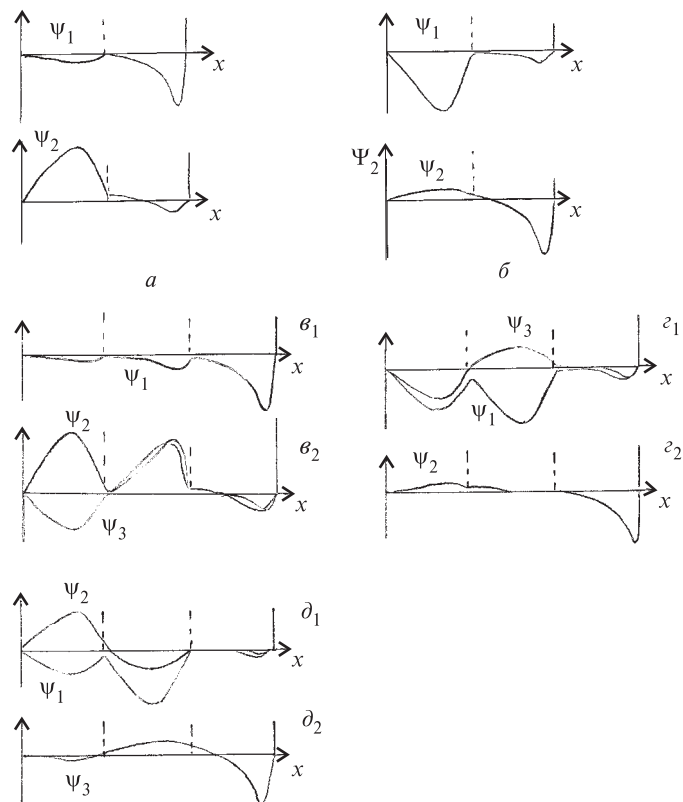 ψ₁ x
ψ₂ x
а
ψ₁ x
Ψ₂ ψ₂ x
б
в₁ ψ₁ x
ψ₂ в₂ ψ₃ x
ψ₃ г₁ ψ₁ x
ψ₂ г₂ x
ψ₂ д₁ ψ₁ x
д₂ ψ₃ x